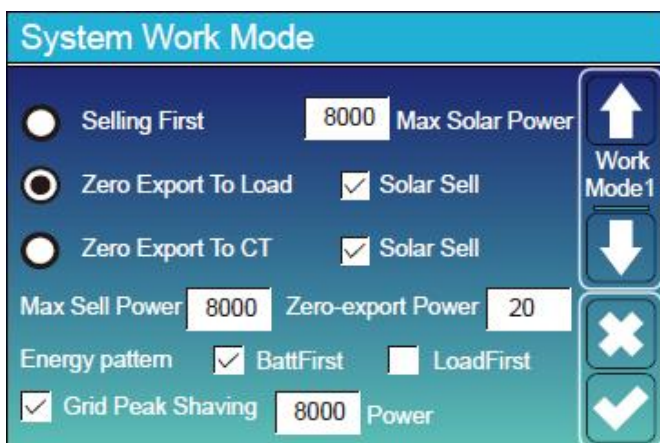 System Work Mode
Selling First 8000 Max Solar Power
Zero Export To Load Solar Sell
Zero Export To CT Solar Sell
Max Sell Power 8000 Zero-export Power 20
Energy pattern BattFirst LoadFirst
Grid Peak Shaving 8000 Power
Work
Mode1